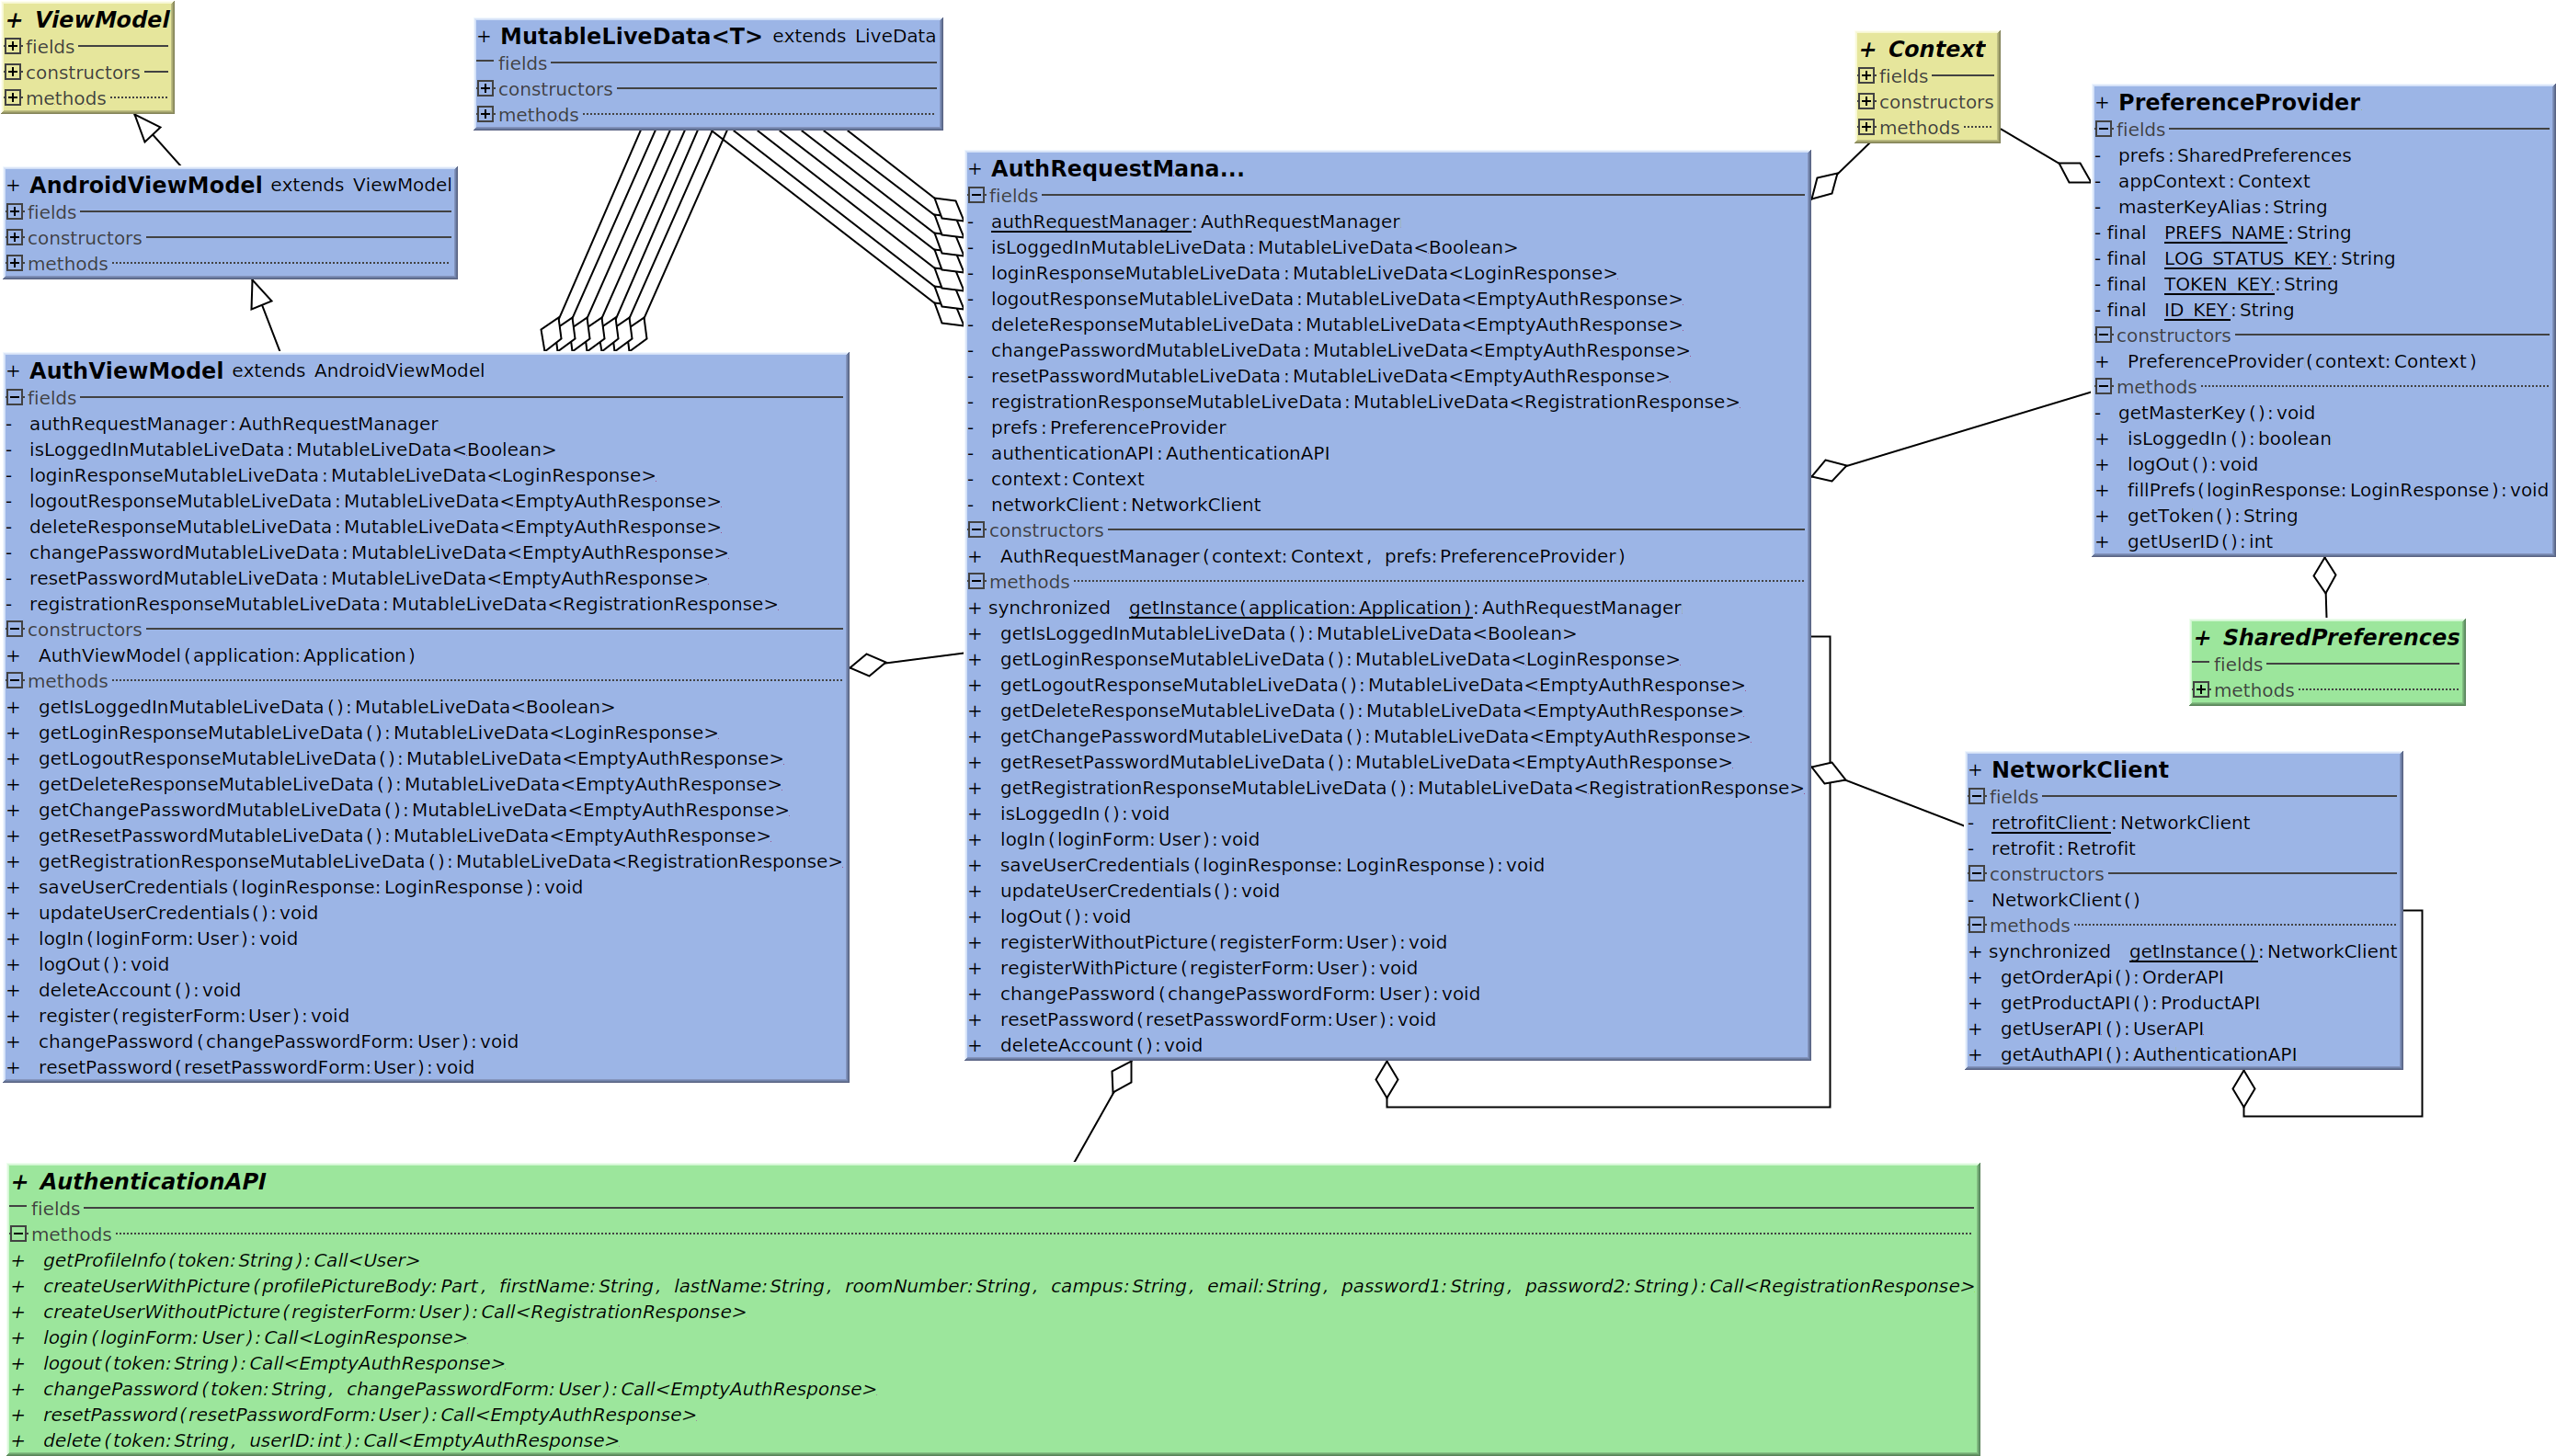 + ViewModel
fields
constructors
methods
+ MutableLiveData<T> extends LiveData
fields
constructors
methods
+ Context
fields
constructors
methods
+ AndroidViewModel extends ViewModel
fields
constructors
methods
+ AuthViewModel extends AndroidViewModel
fields
- authRequestManager : AuthRequestManager
- isLoggedInMutableLiveData : MutableLiveData<Boolean>
- loginResponseMutableLiveData : MutableLiveData<LoginResponse>
- logoutResponseMutableLiveData : MutableLiveData<EmptyAuthResponse>
- deleteResponseMutableLiveData : MutableLiveData<EmptyAuthResponse>
- changePasswordMutableLiveData : MutableLiveData<EmptyAuthResponse>
- resetPasswordMutableLiveData : MutableLiveData<EmptyAuthResponse>
- registrationResponseMutableLiveData : MutableLiveData<RegistrationResponse>
constructors
+ AuthViewModel (application: Application )
methods
+ getIsLoggedInMutableLiveData ( ) : MutableLiveData<Boolean>
+ getLoginResponseMutableLiveData ( ) : MutableLiveData<LoginResponse>
+ getLogoutResponseMutableLiveData ( ) : MutableLiveData<EmptyAuthResponse>
+ getDeleteResponseMutableLiveData ( ) : MutableLiveData<EmptyAuthResponse>
+ getChangePasswordMutableLiveData ( ) : MutableLiveData<EmptyAuthResponse>
+ getResetPasswordMutableLiveData ( ) : MutableLiveData<EmptyAuthResponse>
+ getRegistrationResponseMutableLiveData ( ) : MutableLiveData<RegistrationResponse>
+ saveUserCredentials (loginResponse: LoginResponse ) : void
+ updateUserCredentials ( ) : void
+ logIn (loginForm: User ) : void
+ logOut ( ) : void
+ deleteAccount ( ) : void
+ register (registerForm: User ) : void
+ changePassword (changePasswordForm: User ) : void
+ resetPassword (resetPasswordForm: User ) : void
+ AuthRequestMana...
fields
- authRequestManager : AuthRequestManager
- isLoggedInMutableLiveData : MutableLiveData<Boolean>
- loginResponseMutableLiveData : MutableLiveData<LoginResponse>
- logoutResponseMutableLiveData : MutableLiveData<EmptyAuthResponse>
- deleteResponseMutableLiveData : MutableLiveData<EmptyAuthResponse>
- changePasswordMutableLiveData : MutableLiveData<EmptyAuthResponse>
- resetPasswordMutableLiveData : MutableLiveData<EmptyAuthResponse>
- registrationResponseMutableLiveData : MutableLiveData<RegistrationResponse>
- prefs : PreferenceProvider
- authenticationAPI : AuthenticationAPI
- context : Context
- networkClient : NetworkClient
constructors
+ AuthRequestManager (context: Context , prefs: PreferenceProvider )
methods
+ synchronized getInstance (application: Application ) : AuthRequestManager
+ getIsLoggedInMutableLiveData ( ) : MutableLiveData<Boolean>
+ getLoginResponseMutableLiveData ( ) : MutableLiveData<LoginResponse>
+ getLogoutResponseMutableLiveData ( ) : MutableLiveData<EmptyAuthResponse>
+ getDeleteResponseMutableLiveData ( ) : MutableLiveData<EmptyAuthResponse>
+ getChangePasswordMutableLiveData ( ) : MutableLiveData<EmptyAuthResponse>
+ getResetPasswordMutableLiveData ( ) : MutableLiveData<EmptyAuthResponse>
+ getRegistrationResponseMutableLiveData ( ) : MutableLiveData<RegistrationResponse>
+ isLoggedIn ( ) : void
+ logIn (loginForm: User ) : void
+ saveUserCredentials (loginResponse: LoginResponse ) : void
+ updateUserCredentials ( ) : void
+ logOut ( ) : void
+ registerWithoutPicture (registerForm: User ) : void
+ registerWithPicture (registerForm: User ) : void
+ changePassword (changePasswordForm: User ) : void
+ resetPassword (resetPasswordForm: User ) : void
+ deleteAccount ( ) : void
+ PreferenceProvider
fields
- prefs : SharedPreferences
- appContext : Context
- masterKeyAlias : String
- final PREFS_NAME : String
- final LOG_STATUS_KEY : String
- final TOKEN_KEY : String
- final ID_KEY : String
constructors
+ PreferenceProvider (context: Context )
methods
- getMasterKey ( ) : void
+ isLoggedIn ( ) : boolean
+ logOut ( ) : void
+ fillPrefs (loginResponse: LoginResponse ) : void
+ getToken ( ) : String
+ getUserID ( ) : int
+ SharedPreferences
fields
methods
+ NetworkClient
fields
- retrofitClient : NetworkClient
- retrofit : Retrofit
constructors
- NetworkClient ( )
methods
+ synchronized getInstance ( ) : NetworkClient
+ getOrderApi ( ) : OrderAPI
+ getProductAPI ( ) : ProductAPI
+ getUserAPI ( ) : UserAPI
+ getAuthAPI ( ) : AuthenticationAPI
+ AuthenticationAPI
fields
methods
+ getProfileInfo (token: String ) : Call<User>
+ createUserWithPicture (profilePictureBody: Part , firstName: String , lastName: String , roomNumber: String , campus: String , email: String , password1: String , password2: String ) : Call<RegistrationResponse>
+ createUserWithoutPicture (registerForm: User ) : Call<RegistrationResponse>
+ login (loginForm: User ) : Call<LoginResponse>
+ logout (token: String ) : Call<EmptyAuthResponse>
+ changePassword (token: String , changePasswordForm: User ) : Call<EmptyAuthResponse>
+ resetPassword (resetPasswordForm: User ) : Call<EmptyAuthResponse>
+ delete (token: String , userID: int ) : Call<EmptyAuthResponse>